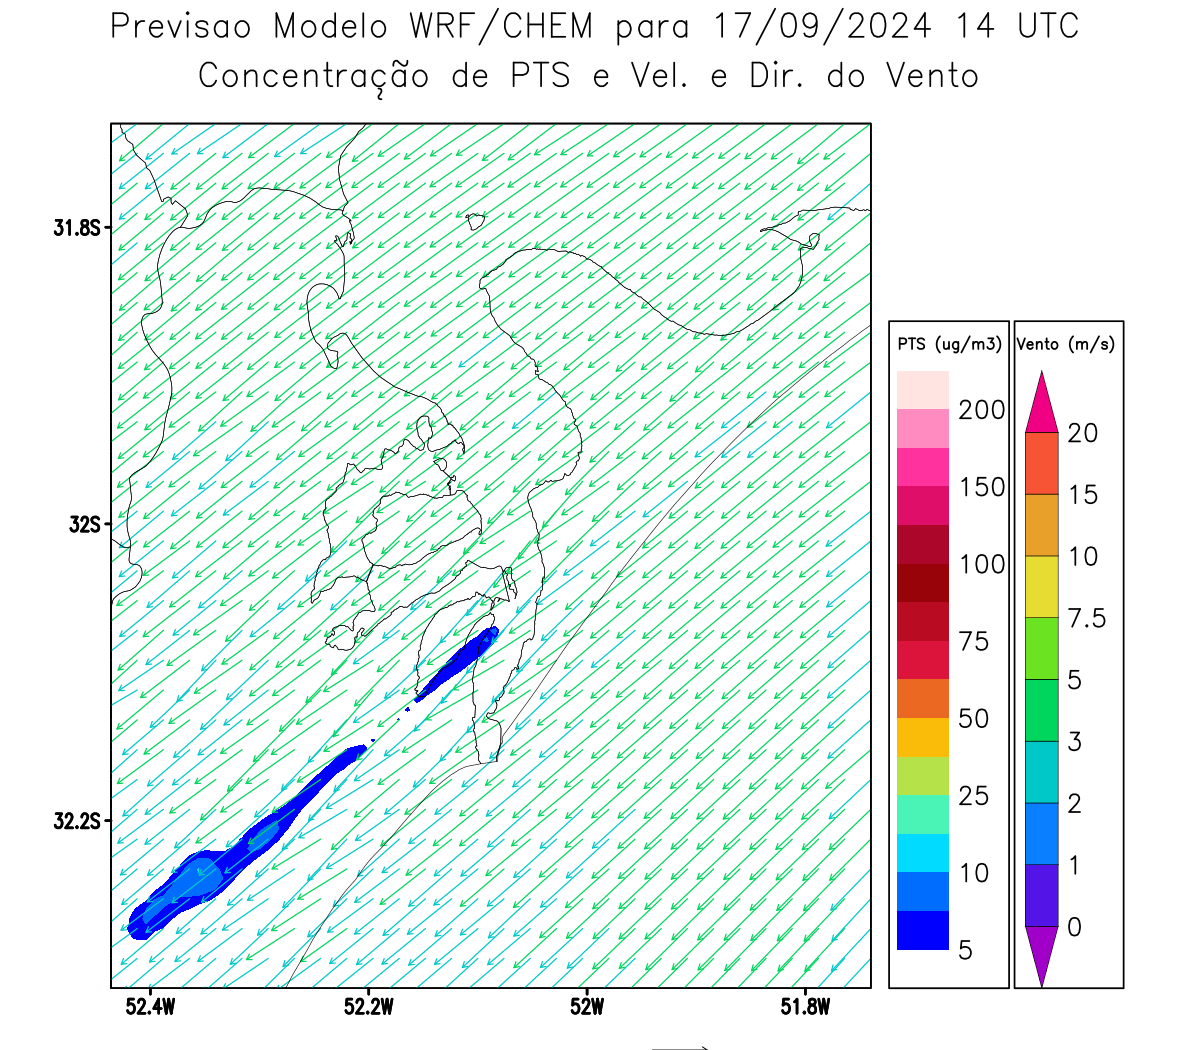 Previsao Modelo WRF/CHEM para 17/09/2024 14 UTC
Concentração de PTS e Vel. e Dir. do Vento
31.8S
32S
32.2S
52.4W
52.2W
52W
51.8W
PTS (ug/m3)
200
150
100
75
50
25
10
5
Vento (m/s)
20
15
10
7.5
5
3
2
1
0